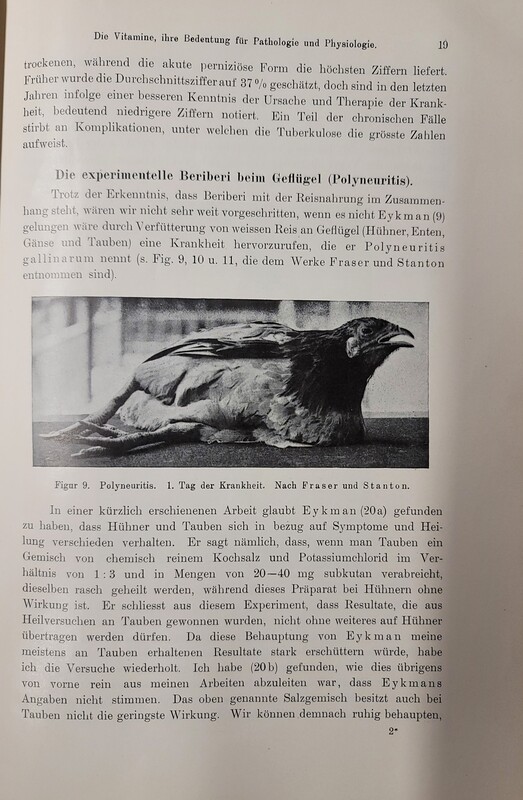 Die Vitamine, ihre Bedeutung für Pathologie und Physiologie. 19
trockenen, während die akute perniziöse Form die höchsten Ziffern liefert.
Früher wurde die Durchschnittsziffer auf 37 % geschätzt, doch sind in den letzten
Jahren infolge einer besseren Kenntnis der Ursache und Therapie der Krank-
heit, bedeutend niedrigere Ziffern notiert. Ein Teil der chronischen Fälle
stirbt an Komplikationen, unter welchen die Tuberkulose die grösste Zahlen
aufweist.
Die experimentelle Beriberi beim Geflügel (Polyneuritis).
Trotz der Erkenntnis, dass Beriberi mit der Reisnahrung im Zusammen-
hang steht, wären wir nicht sehr weit vorgeschritten, wenn es nicht Eykman (9)
gelungen wäre durch Verfütterung von weissen Reis an Geflügel (Hühner, Enten,
Gänse und Tauben) eine Krankheit hervorzurufen, die er Polyneuritis
gallinarum nennt (s. Fig. 9, 10 u. 11, die dem Werke Fraser und Stanton
entnommen sind).
Figur 9. Polyneuritis. 1. Tag der Krankheit. Nach Fraser und Stanton.
In einer kürzlich erschienenen Arbeit glaubt Eykman (20a) gefunden
zu haben, dass Hühner und Tauben sich in bezug auf Symptome und Hei-
lung verschieden verhalten. Er sagt nämlich, dass, wenn man Tauben ein
Gemisch von chemisch reinem Kochsalz und Potassiumchlorid im Ver-
hältnis von 1:3 und in Mengen von 20—40 mg subkutan verabreicht,
dieselben rasch geheilt werden, während dieses Präparat bei Hühnern ohne
Wirkung ist. Er schliesst aus diesem Experiment, dass Resultate, die aus
Heilversuchen an Tauben gewonnen wurden, nicht ohne weiteres auf Hühner
übertragen werden dürfen. Da diese Behauptung von Eykman meine
meistens an Tauben erhaltenen Resultate stark erschüttern würde, habe
ich die Versuche wiederholt. Ich habe (20b) gefunden, wie dies übrigens
von vorne rein aus meinen Arbeiten abzuleiten war, dass Eykmans
Angaben nicht stimmen. Das oben genannte Salzgemisch besitzt auch bei
Tauben nicht die geringste Wirkung. Wir können demnach ruhig behaupten,
2*